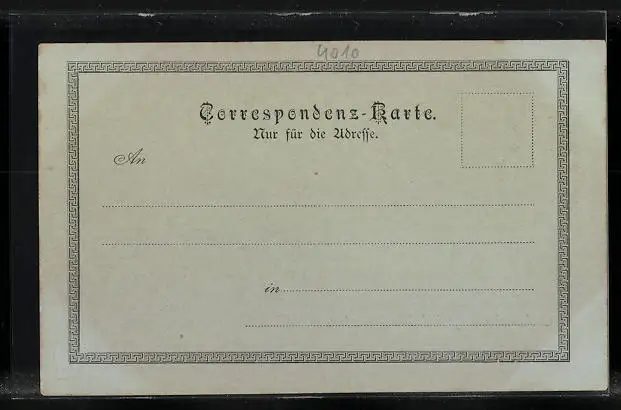 4010
Correspondenz-Karte.
Nur für die Adresse.
An
in